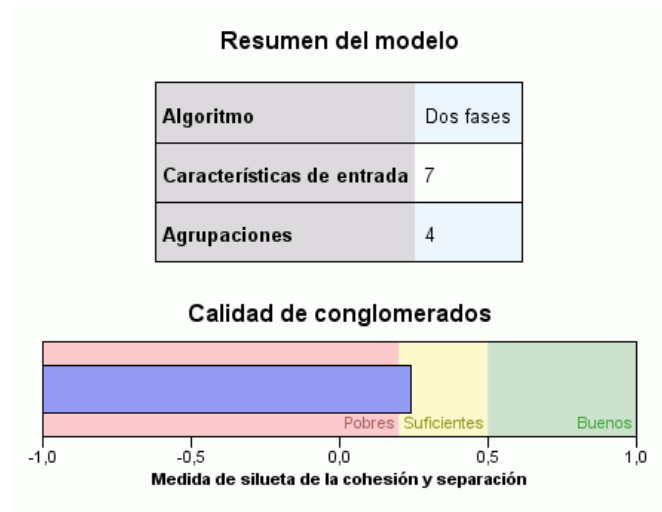 Resumen del modelo
Algoritmo Dos fases
Características de entrada 7
Agrupaciones 4
Calidad de conglomerados
Pobres Suficientes Buenos
-1,0 -0,5 0,0 0,5 1,0
Medida de silueta de la cohesión y separación